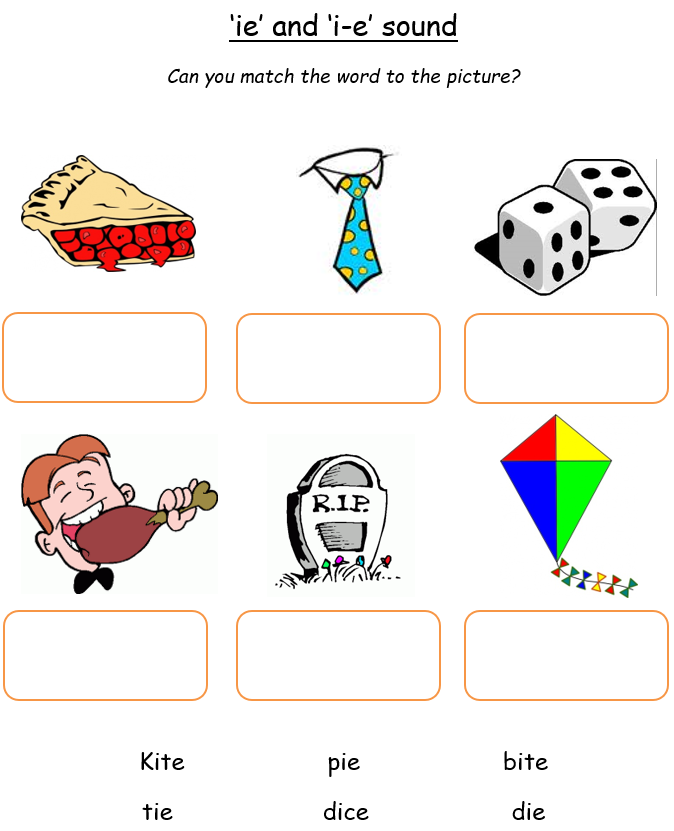 ‘ie’ and ‘i-e’ sound
Can you match the word to the picture?
R.I.P.
Kite pie bite
tie dice die